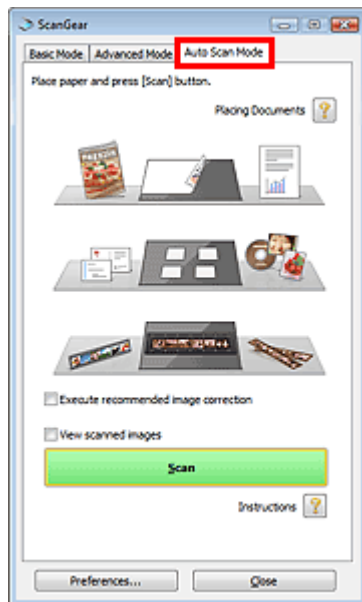 ScanGear
Basic Mode Advanced Mode Auto Scan Mode
Place paper and press [Scan] button.
Placing Documents
Execute recommended image correction
View scanned images
Scan
Instructions
Preferences... Close